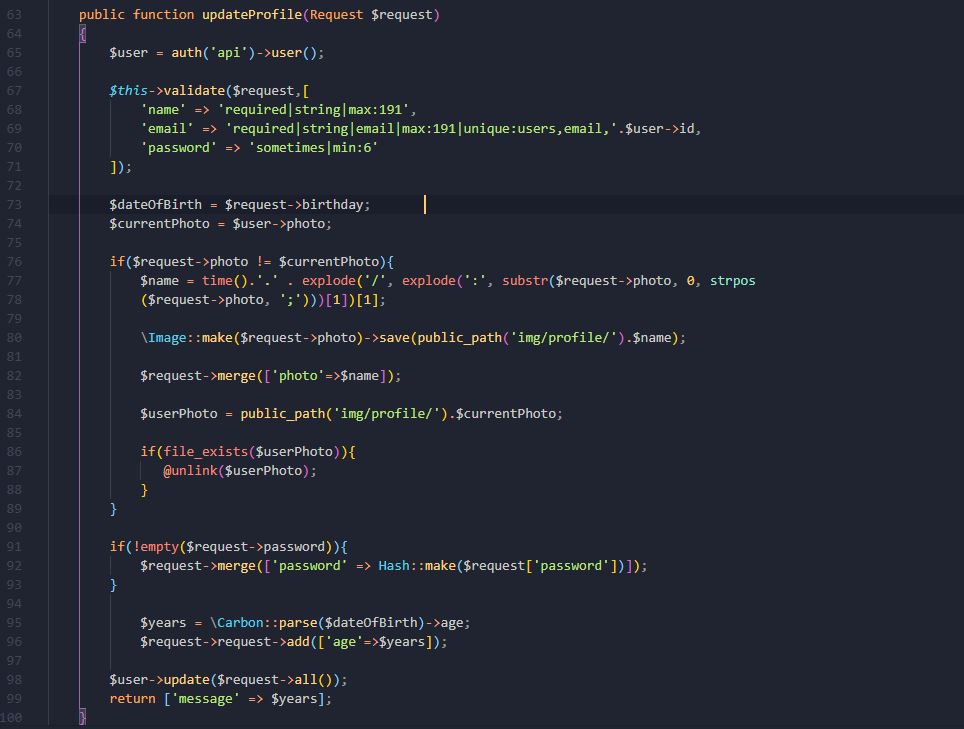 63 public function updateProfile(Request $request)
64 {
65 $user = auth('api')->user();
66
67 $this->validate($request,[
68 'name' => 'required|string|max:191',
69 'email' => 'required|string|email|max:191|unique:users,email,'.$user->id,
70 'password' => 'sometimes|min:6'
71 ]);
72
73 $dateOfBirth = $request->birthday;
74 $currentPhoto = $user->photo;
75
76 if($request->photo != $currentPhoto){
77 $name = time().'.' . explode('/', explode(':', substr($request->photo, 0, strpos
78 ($request->photo, ';')))[1])[1];
79
80 \Image::make($request->photo)->save(public_path('img/profile/').$name);
81
82 $request->merge(['photo'=>$name]);
83
84 $userPhoto = public_path('img/profile/').$currentPhoto;
85
86 if(file_exists($userPhoto)){
87 @unlink($userPhoto);
88 }
89 }
90
91 if(!empty($request->password)){
92 $request->merge(['password' => Hash::make($request['password'])]);
93 }
94
95 $years = \Carbon::parse($dateOfBirth)->age;
96 $request->request->add(['age'=>$years]);
97
98 $user->update($request->all());
99 return ['message' => $years];
100 }